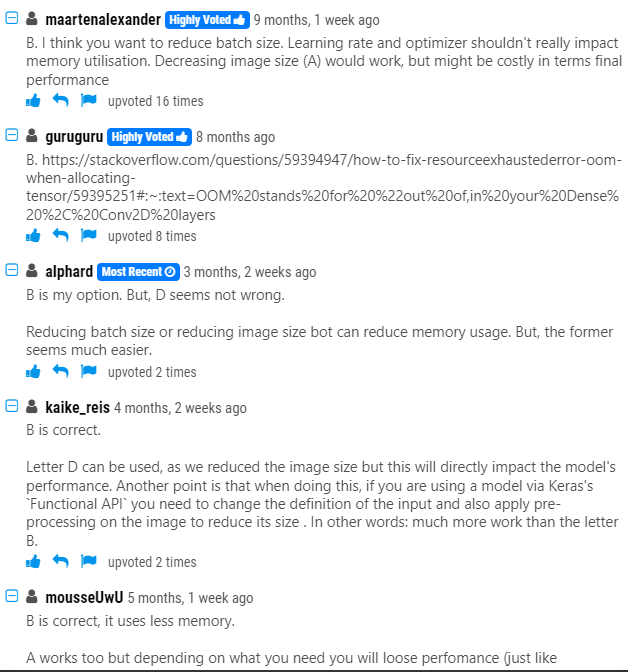 maartenalexander Highly Voted 9 months, 1 week ago
B. I think you want to reduce batch size. Learning rate and optimizer shouldn't really impact
memory utilisation. Decreasing image size (A) would work, but might be costly in terms final
performance
upvoted 16 times
guruguru Highly Voted 8 months ago
B. https://stackoverflow.com/questions/59394947/how-to-fix-resourceexhaustederror-oom-
when-allocating-
tensor/59395251#:~:text=OOM%20stands%20for%20%22out%20of,in%20your%20Dense%
20%2C%20Conv2D%20layers
upvoted 8 times
alphard Most Recent 3 months, 2 weeks ago
B is my option. But, D seems not wrong.
Reducing batch size or reducing image size bot can reduce memory usage. But, the former
seems much easier.
upvoted 2 times
kaike_reis 4 months, 2 weeks ago
B is correct.
Letter D can be used, as we reduced the image size but this will directly impact the model's
performance. Another point is that when doing this, if you are using a model via Keras's
`Functional API` you need to change the definition of the input and also apply pre-
processing on the image to reduce its size . In other words: much more work than the letter
B.
upvoted 2 times
mousseUwU 5 months, 1 week ago
B is correct, it uses less memory.
A works too but depending on what you need you will loose perfomance (just like